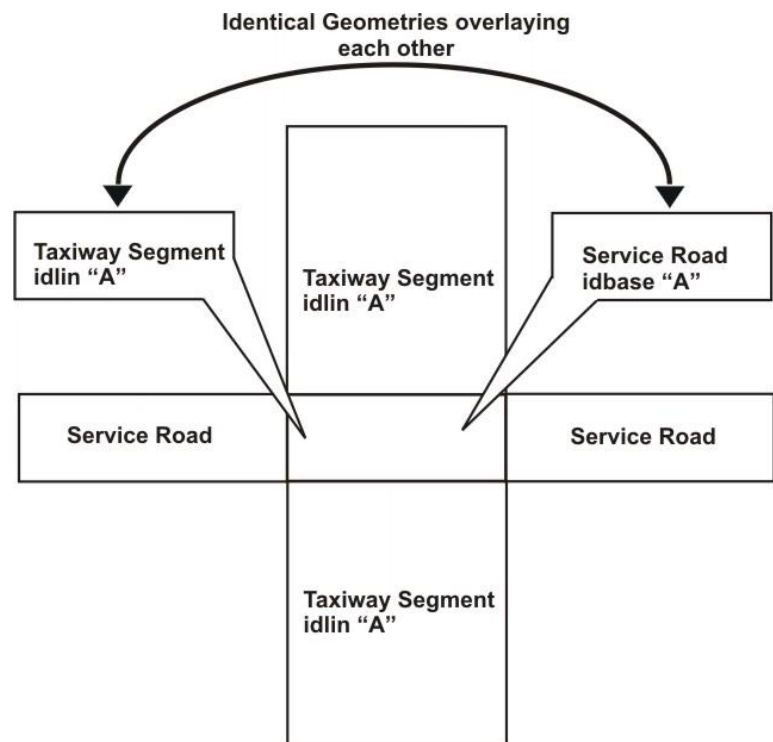 Identical Geometries overlaying
each other
Taxiway Segment
idlin “A”
Taxiway Segment
idlin “A”
Service Road
idbase “A”
Service Road
Service Road
Taxiway Segment
idlin “A”